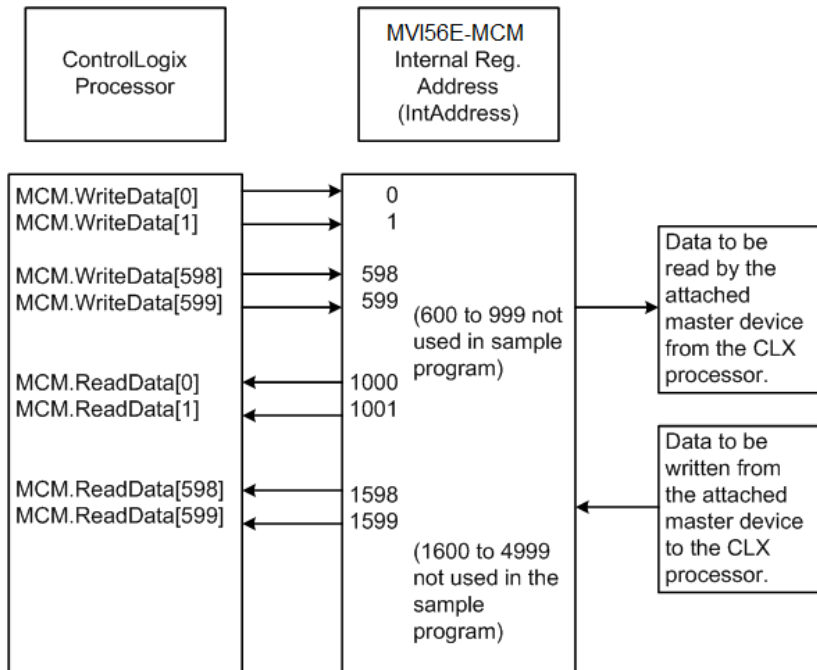 ControlLogix
Processor
MVI56E-MCM
Internal Reg.
Address
(IntAddress)
MCM.WriteData[0]
MCM.WriteData[1]
MCM.WriteData[598]
MCM.WriteData[599]
MCM.ReadData[0]
MCM.ReadData[1]
MCM.ReadData[598]
MCM.ReadData[599]
0
1
598
599
(600 to 999 not
used in sample
program)
1000
1001
1598
1599
(1600 to 4999
not used in the
sample
program)
Data to be
read by the
attached
master device
from the CLX
processor.
Data to be
written from
the attached
master device
to the CLX
processor.